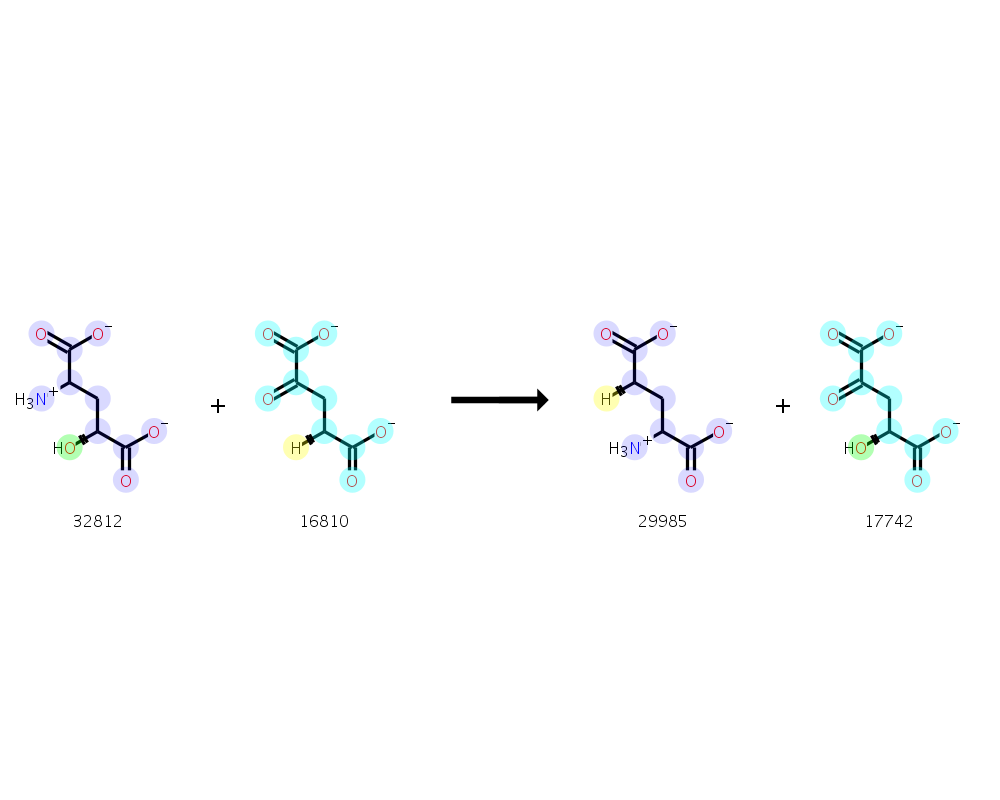 O O⁻ O O⁻ O O⁻ O O⁻
H₃N⁺ O H O
+ +
O⁻ O⁻ O⁻ O⁻
HO H H₃N⁺ HO
O O O O
32812 16810 29985 17742